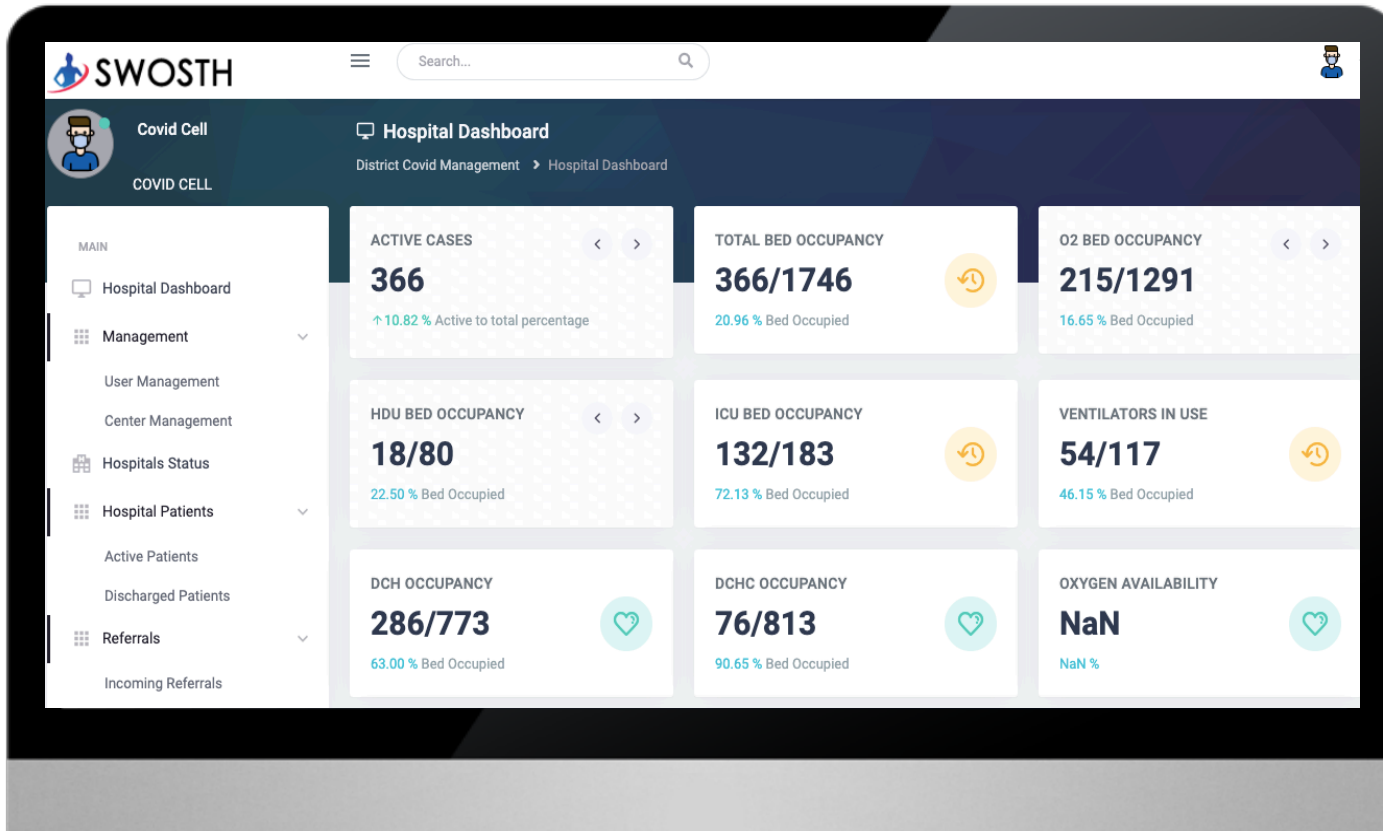 SWOSTH
Search...
Covid Cell
COVID CELL
Hospital Dashboard
District Covid Management > Hospital Dashboard
MAIN
Hospital Dashboard
Management
User Management
Center Management
Hospitals Status
Hospital Patients
Active Patients
Discharged Patients
Referrals
Incoming Referrals
ACTIVE CASES
366
↑10.82 % Active to total percentage
TOTAL BED OCCUPANCY
366/1746
20.96 % Bed Occupied
O2 BED OCCUPANCY
215/1291
16.65 % Bed Occupied
HDU BED OCCUPANCY
18/80
22.50 % Bed Occupied
ICU BED OCCUPANCY
132/183
72.13 % Bed Occupied
VENTILATORS IN USE
54/117
46.15 % Bed Occupied
DCH OCCUPANCY
286/773
63.00 % Bed Occupied
DCHC OCCUPANCY
76/813
90.65 % Bed Occupied
OXYGEN AVAILABILITY
NaN
NaN %